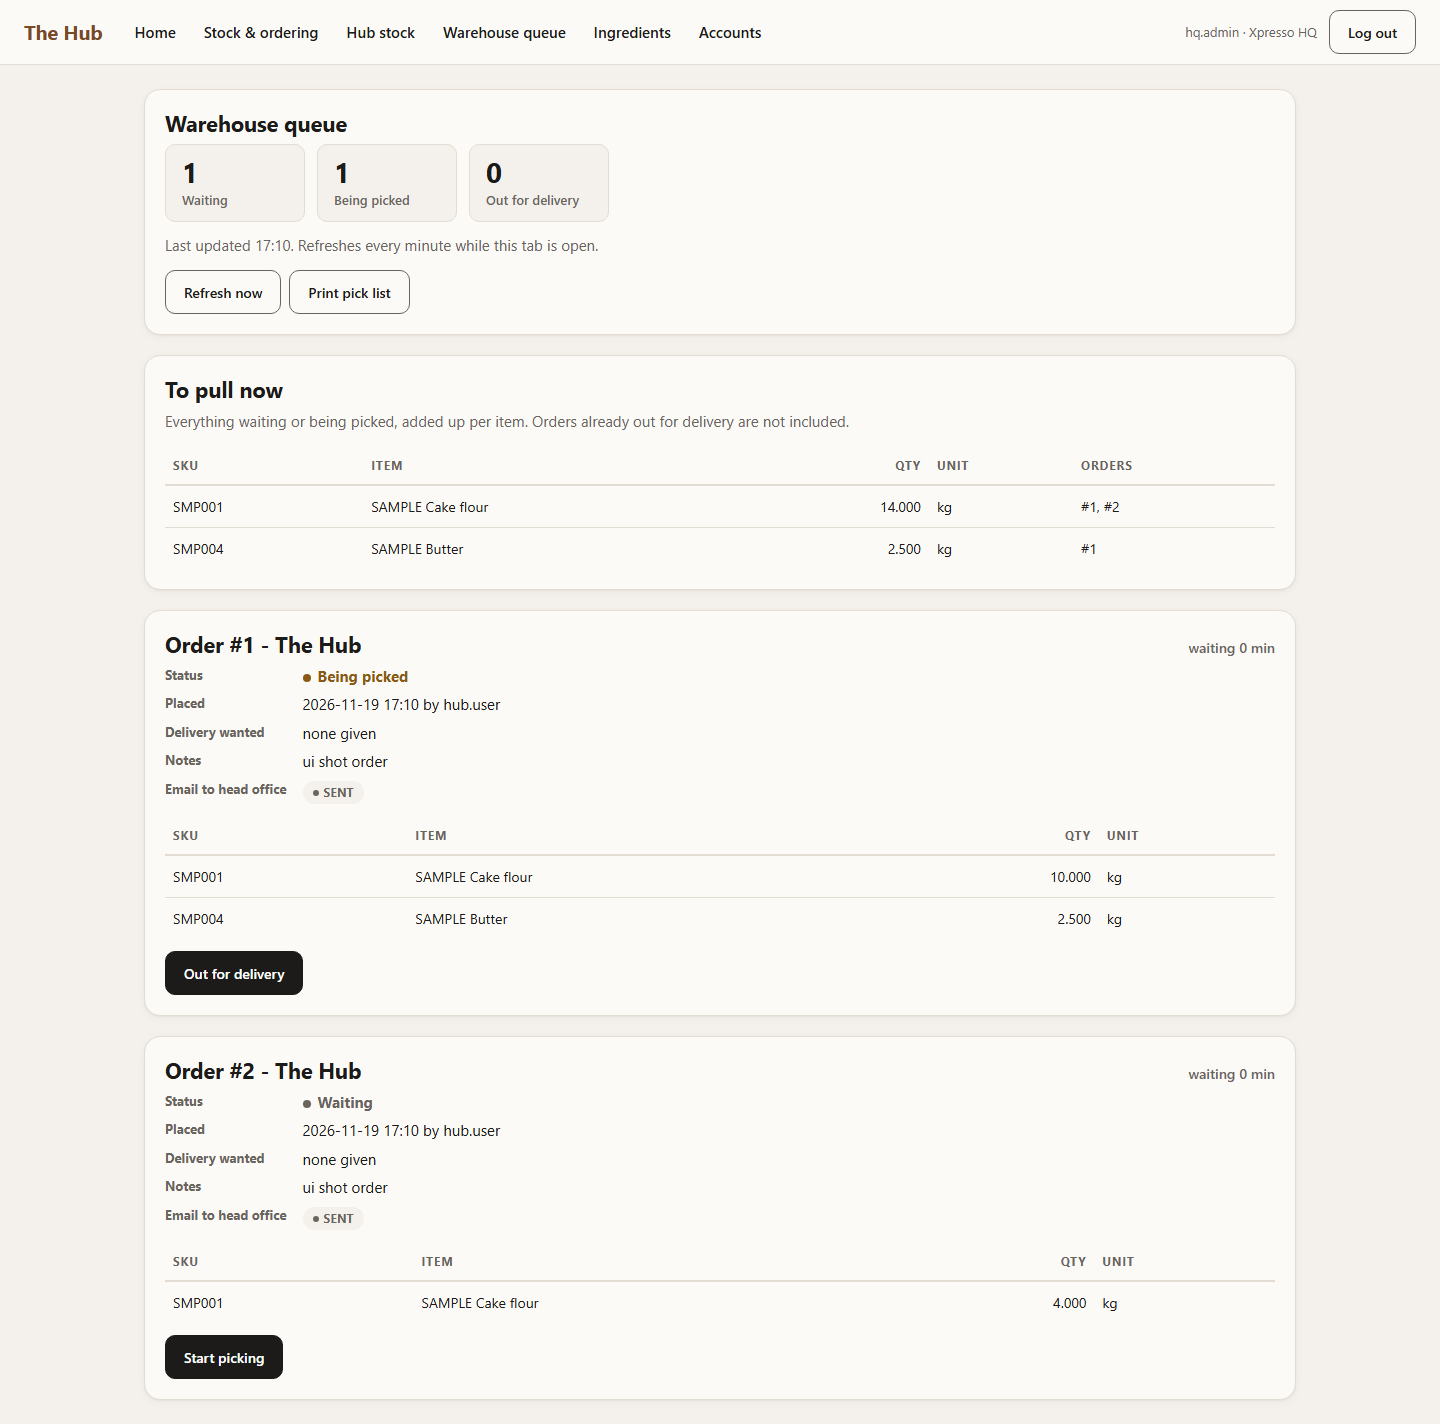 The Hub Home Stock & ordering Hub stock Warehouse queue Ingredients Accounts hq.admin · Xpresso HQ Log out
Warehouse queue
1 1 0
Waiting Being picked Out for delivery
Last updated 17:10. Refreshes every minute while this tab is open.
Refresh now Print pick list
To pull now
Everything waiting or being picked, added up per item. Orders already out for delivery are not included.
SKU ITEM QTY UNIT ORDERS
SMP001 SAMPLE Cake flour 14.000 kg #1, #2
SMP004 SAMPLE Butter 2.500 kg #1
Order #1 - The Hub waiting 0 min
Status Being picked
Placed 2026-11-19 17:10 by hub.user
Delivery wanted none given
Notes ui shot order
Email to head office SENT
SKU ITEM QTY UNIT
SMP001 SAMPLE Cake flour 10.000 kg
SMP004 SAMPLE Butter 2.500 kg
Out for delivery
Order #2 - The Hub waiting 0 min
Status Waiting
Placed 2026-11-19 17:10 by hub.user
Delivery wanted none given
Notes ui shot order
Email to head office SENT
SKU ITEM QTY UNIT
SMP001 SAMPLE Cake flour 4.000 kg
Start picking